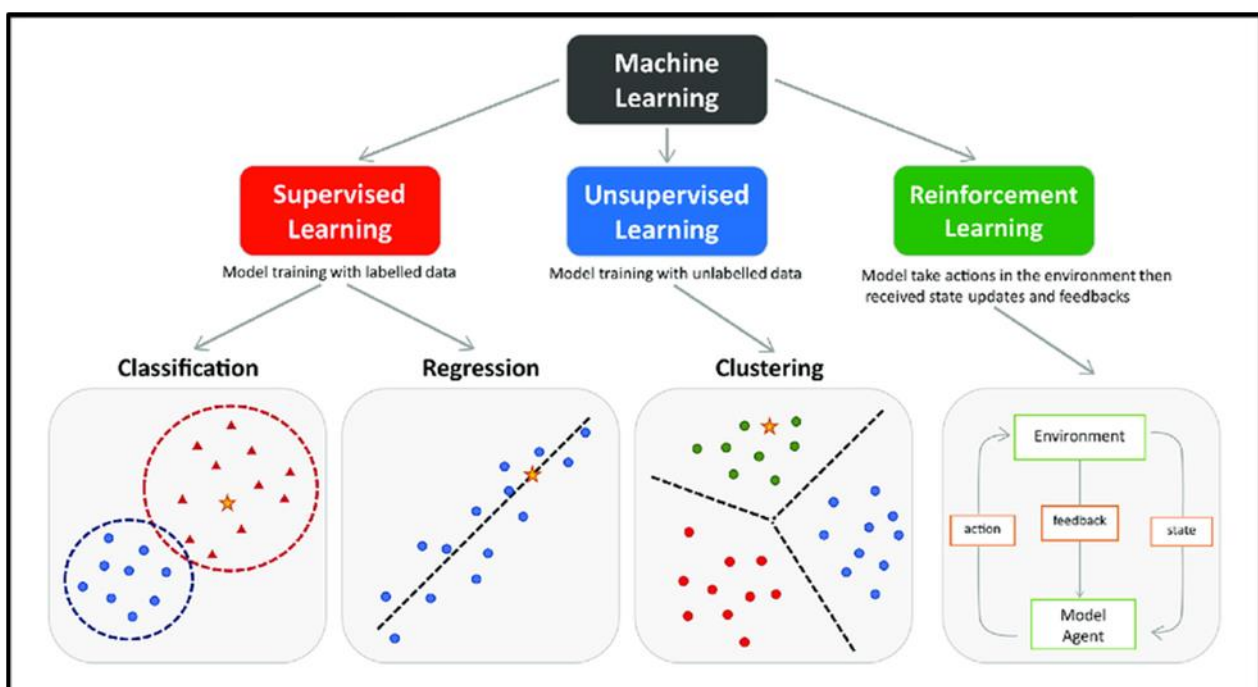 Machine
Learning
Supervised
Learning
Unsupervised
Learning
Reinforcement
Learning
Model training with labelled data
Model training with unlabelled data
Model take actions in the environment then
received state updates and feedbacks
Classification
Regression
Clustering
Environment
action
feedback
state
Model
Agent